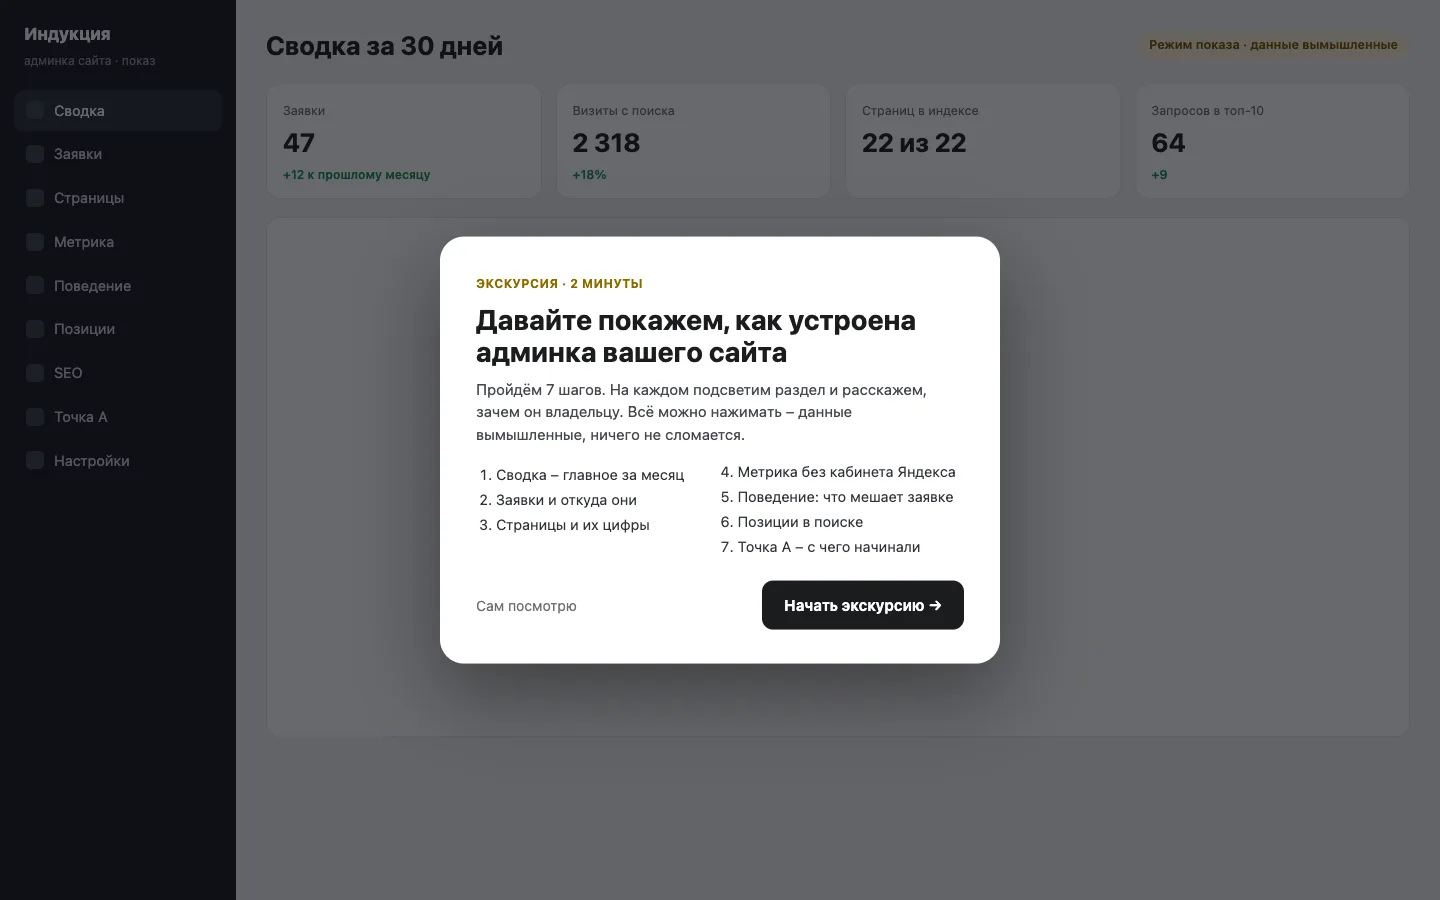 Индукция
админка сайта · показ
Сводка
Заявки
Страницы
Метрика
Поведение
Позиции
SEO
Точка А
Настройки
Сводка за 30 дней
Режим показа · данные вымышленные
Заявки
47
+12 к прошлому месяцу
Визиты с поиска
2 318
+18%
Страниц в индексе
22 из 22
Запросов в топ-10
64
+9
ЭКСКУРСИЯ · 2 МИНУТЫ
Давайте покажем, как устроена
админка вашего сайта
Пройдём 7 шагов. На каждом подсветим раздел и расскажем,
зачем он владельцу. Всё можно нажимать – данные
вымышленные, ничего не сломается.
1. Сводка – главное за месяц
2. Заявки и откуда они
3. Страницы и их цифры
4. Метрика без кабинета Яндекса
5. Поведение: что мешает заявке
6. Позиции в поиске
7. Точка А – с чего начинали
Сам посмотрю
Начать экскурсию →